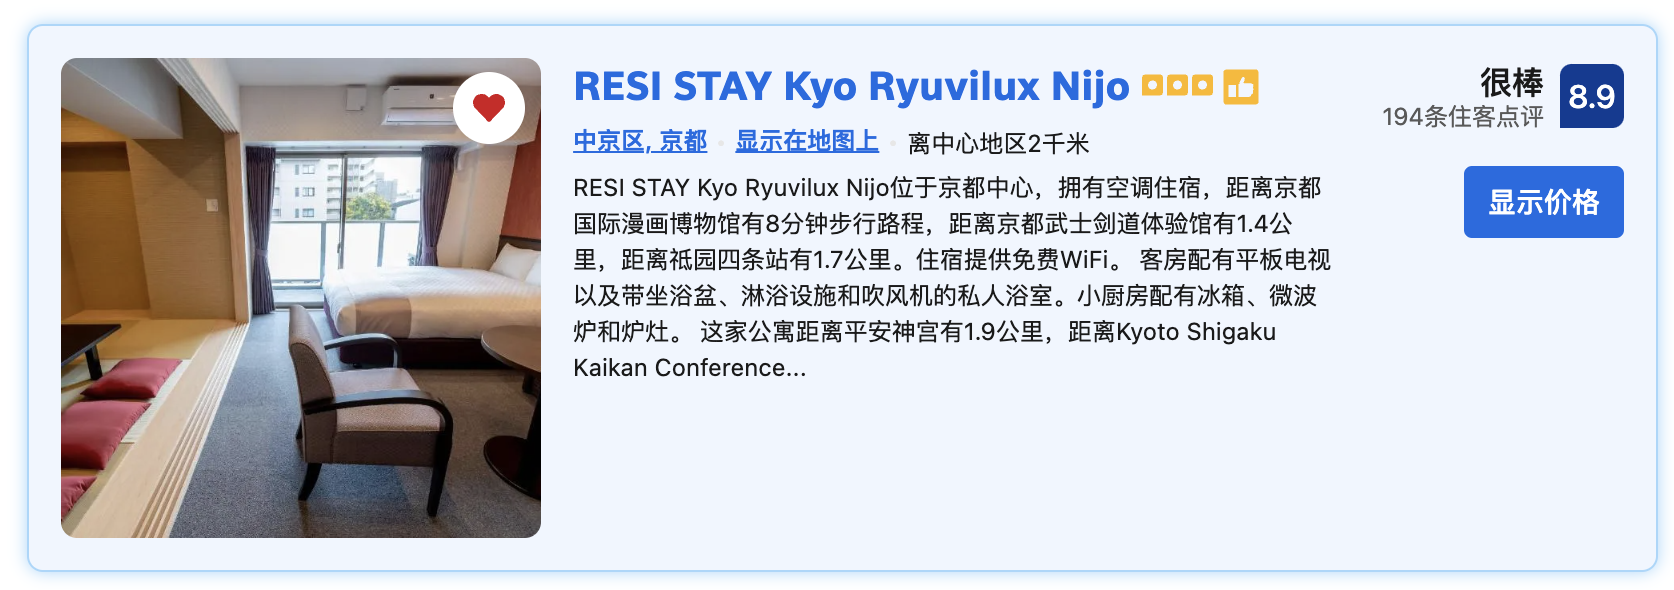 RESI STAY Kyo Ryuvilux Nijo
很棒
8.9
194条住客点评
中京区, 京都 · 显示在地图上 · 离中心地区2千米
RESI STAY Kyo Ryuvilux Nijo位于京都中心，拥有空调住宿，距离京都
国际漫画博物馆有8分钟步行路程，距离京都武士剑道体验馆有1.4公
里，距离祗园四条站有1.7公里。住宿提供免费WiFi。 客房配有平板电视
以及带坐浴盆、淋浴设施和吹风机的私人浴室。小厨房配有冰箱、微波
炉和炉灶。 这家公寓距离平安神宫有1.9公里，距离Kyoto Shigaku
Kaikan Conference...
显示价格